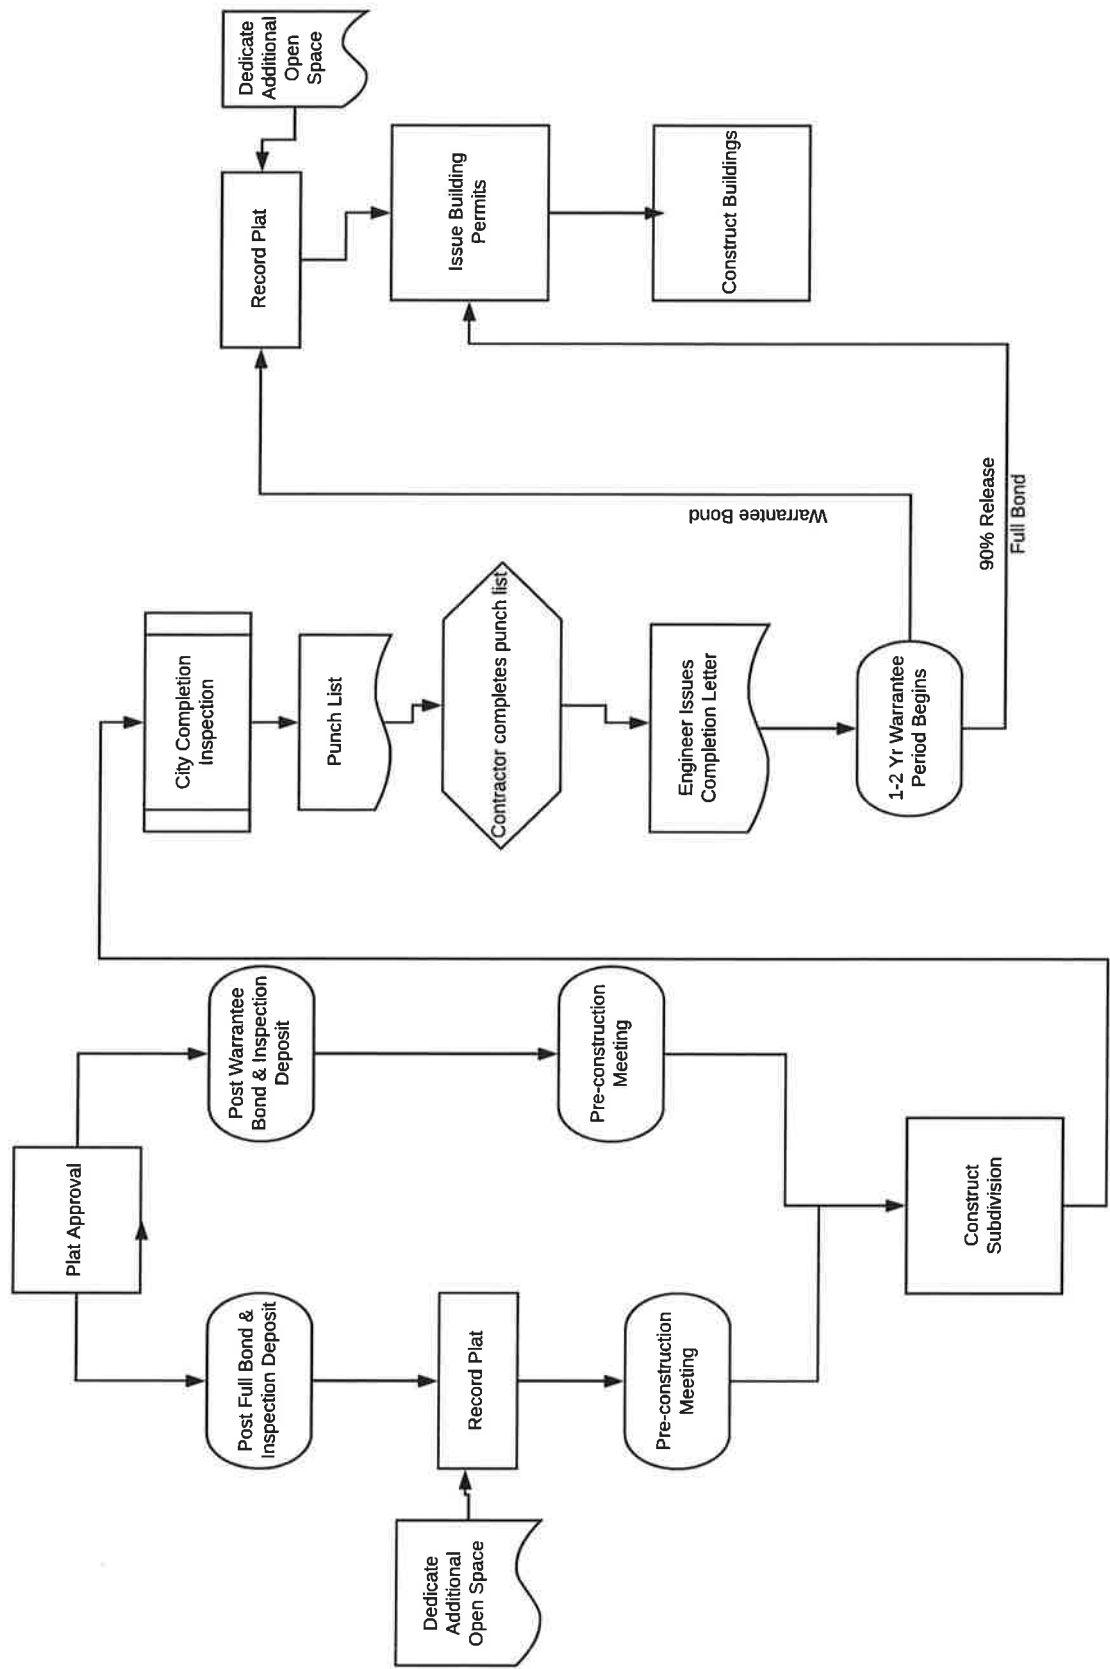 Plat Approval
Post Full Bond &
Inspection Deposit
Dedicate
Additional
Open Space
Record Plat
Pre-construction
Meeting
Post Warrantee
Bond & Inspection
Deposit
Pre-construction
Meeting
Construct
Subdivision
City Completion
Inspection
Punch List
Contractor completes punch list
Engineer Issues
Completion Letter
1-2 Yr Warrantee
Period Begins
Warrantee Bond
90% Release
Full Bond
Dedicate
Additional
Open
Space
Record Plat
Issue Building
Permits
Construct Buildings